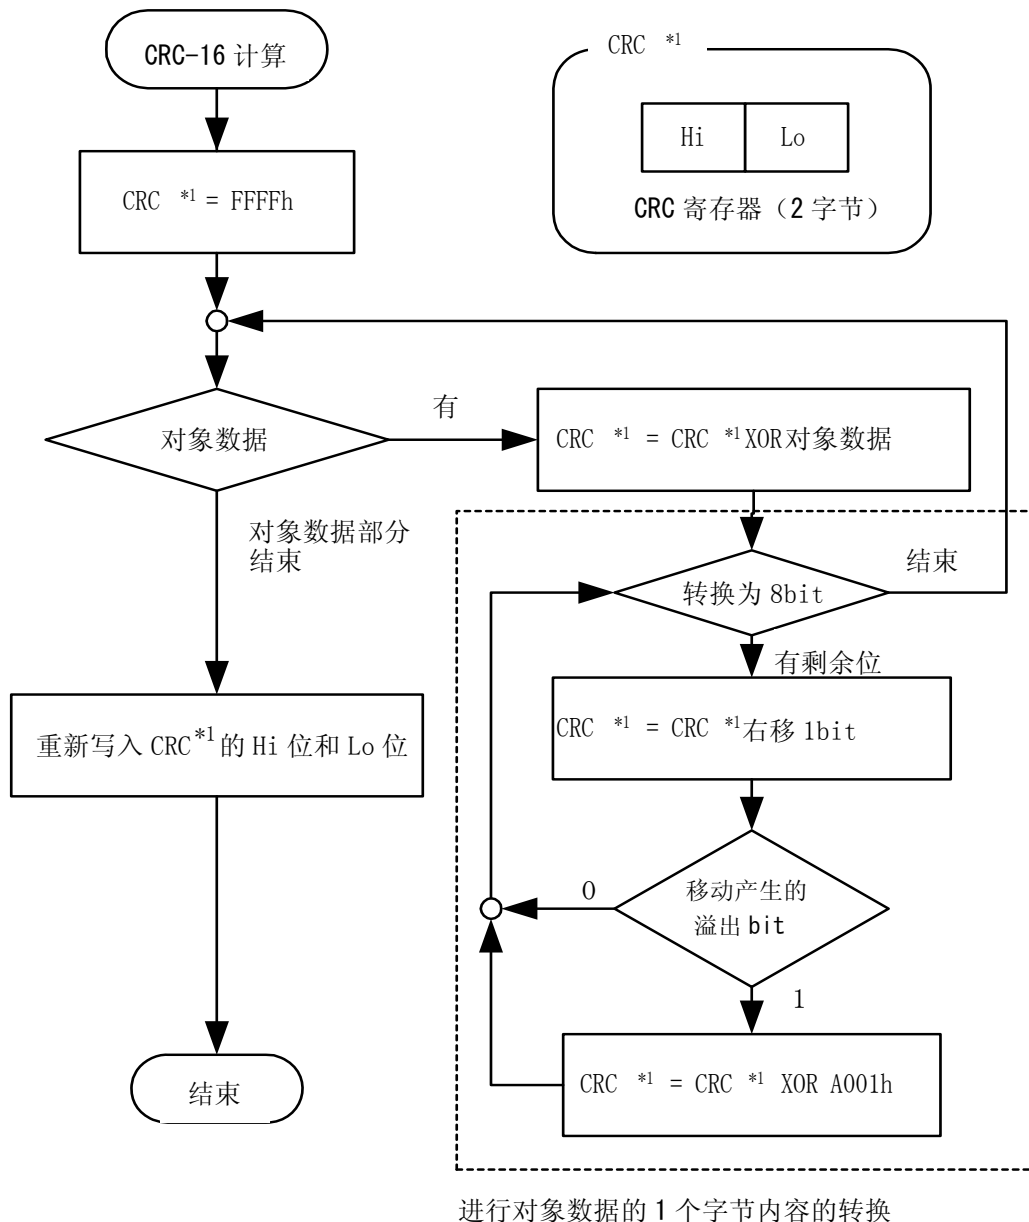 CRC-16 计算
CRC *1
Hi
Lo
CRC 寄存器（2 字节）
CRC *1 = FFFFh
对象数据
有
CRC *1 = CRC *1 XOR对象数据
对象数据部分
结束
转换为 8bit
结束
有剩余位
CRC *1 = CRC *1 右移 1bit
重新写入 CRC*1 的 Hi 位和 Lo 位
移动产生的
溢出 bit
0
1
CRC *1 = CRC *1 XOR A001h
结束
进行对象数据的 1 个字节内容的转换